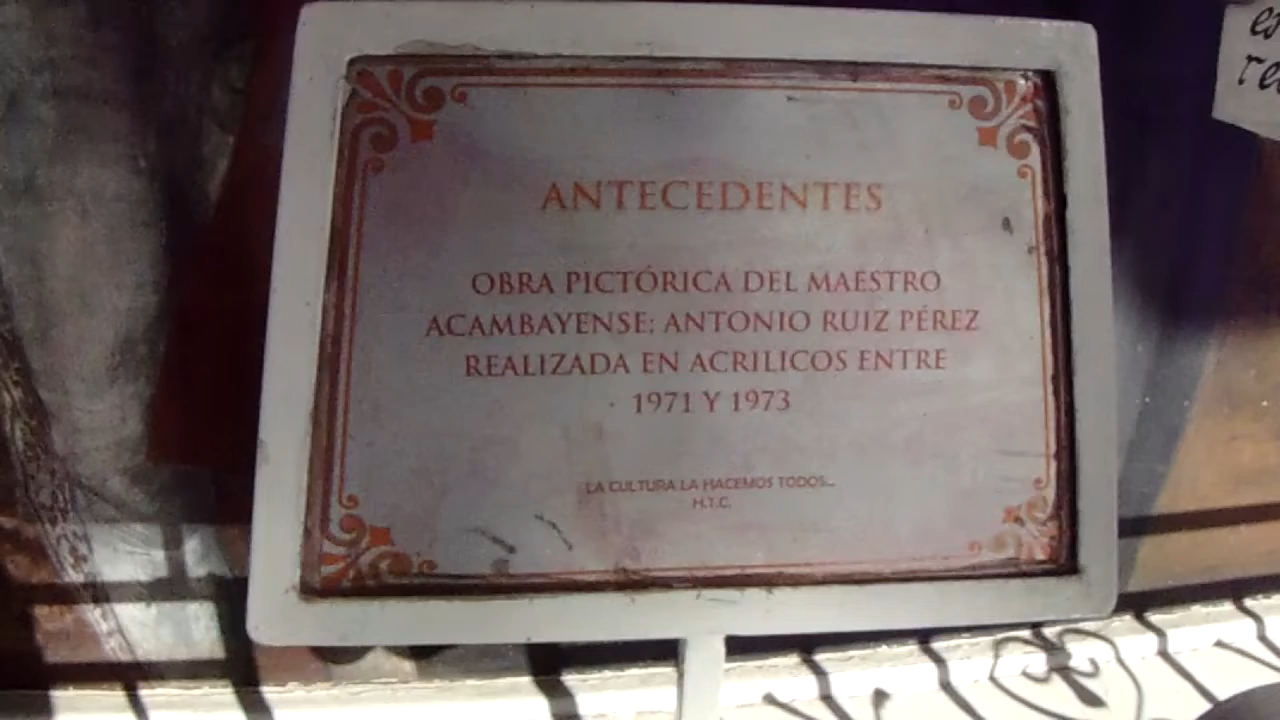 ANTECEDENTES
OBRA PICTÓRICA DEL MAESTRO
ACAMBAYENSE: ANTONIO RUIZ PÉREZ
REALIZADA EN ACRILICOS ENTRE
1971 Y 1973
LA CULTURA LA HACEMOS TODOS...
H.T.C.